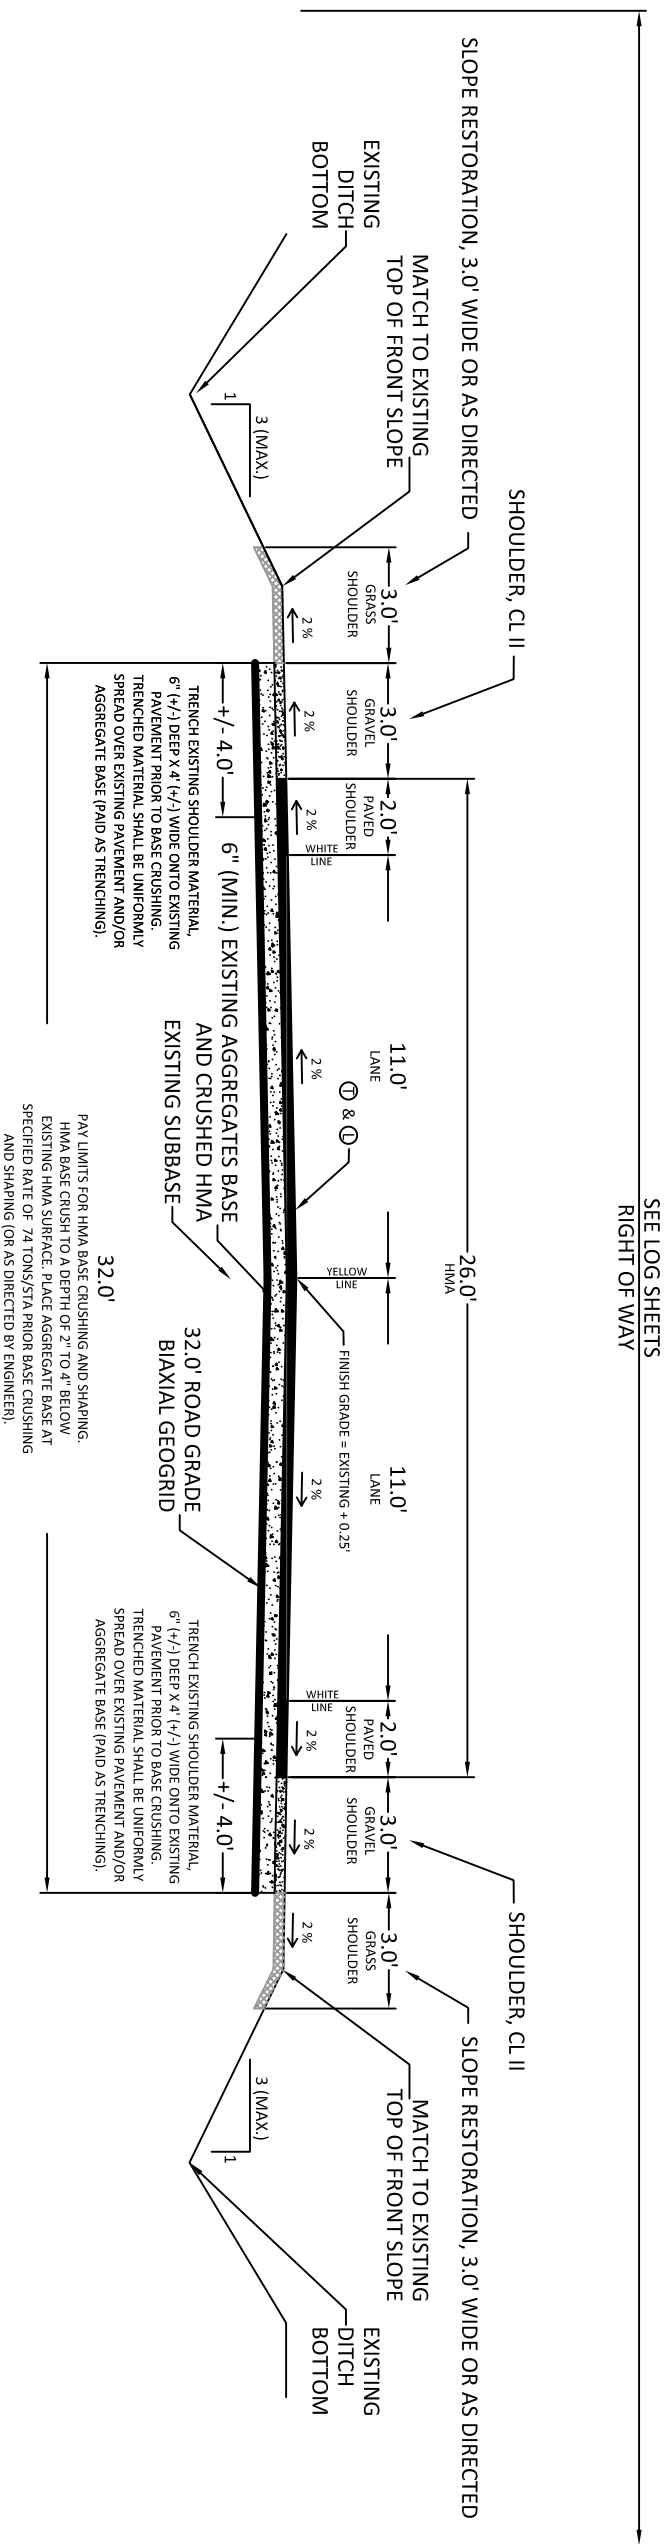 SEE LOG SHEETS
RIGHT OF WAY
SLOPE RESTORATION, 3.0' WIDE OR AS DIRECTED
SHOULDER, CL II
MATCH TO EXISTING
TOP OF FRONT SLOPE
EXISTING
DITCH
BOTTOM
1
3 (MAX.)
3.0'
GRASS
SHOULDER
2 %
3.0'
GRAVEL
SHOULDER
2 %
2.0'
PAVED
SHOULDER
2 %
WHITE
LINE
26.0'
HMA
11.0'
LANE
2 %
T & L
YELLOW
LINE
FINISH GRADE = EXISTING + 0.25'
11.0'
LANE
2 %
WHITE
LINE
2.0'
PAVED
SHOULDER
2 %
3.0'
GRAVEL
SHOULDER
2 %
3.0'
GRASS
SHOULDER
2 %
SHOULDER, CL II
SLOPE RESTORATION, 3.0' WIDE OR AS DIRECTED
MATCH TO EXISTING
TOP OF FRONT SLOPE
EXISTING
DITCH
BOTTOM
3 (MAX.)
1
+/- 4.0'
TRENCH EXISTING SHOULDER MATERIAL,
6" (+/-) DEEP X 4' (+/-) WIDE ONTO EXISTING
PAVEMENT PRIOR TO BASE CRUSHING.
TRENCHED MATERIAL SHALL BE UNIFORMLY
SPREAD OVER EXISTING PAVEMENT AND/OR
AGGREGATE BASE (PAID AS TRENCHING).
6" (MIN.) EXISTING AGGREGATES BASE
AND CRUSHED HMA
EXISTING SUBBASE
32.0' ROAD GRADE
BIAXIAL GEOGRID
+/- 4.0'
TRENCH EXISTING SHOULDER MATERIAL,
6" (+/-) DEEP X 4' (+/-) WIDE ONTO EXISTING
PAVEMENT PRIOR TO BASE CRUSHING.
TRENCHED MATERIAL SHALL BE UNIFORMLY
SPREAD OVER EXISTING PAVEMENT AND/OR
AGGREGATE BASE (PAID AS TRENCHING).
32.0'
PAY LIMITS FOR HMA BASE CRUSHING AND SHAPING.
HMA BASE CRUSH TO A DEPTH OF 2" TO 4" BELOW
EXISTING HMA SURFACE. PLACE AGGREGATE BASE AT
SPECIFIED RATE OF 74 TONS/STA PRIOR BASE CRUSHING
AND SHAPING (OR AS DIRECTED BY ENGINEER).